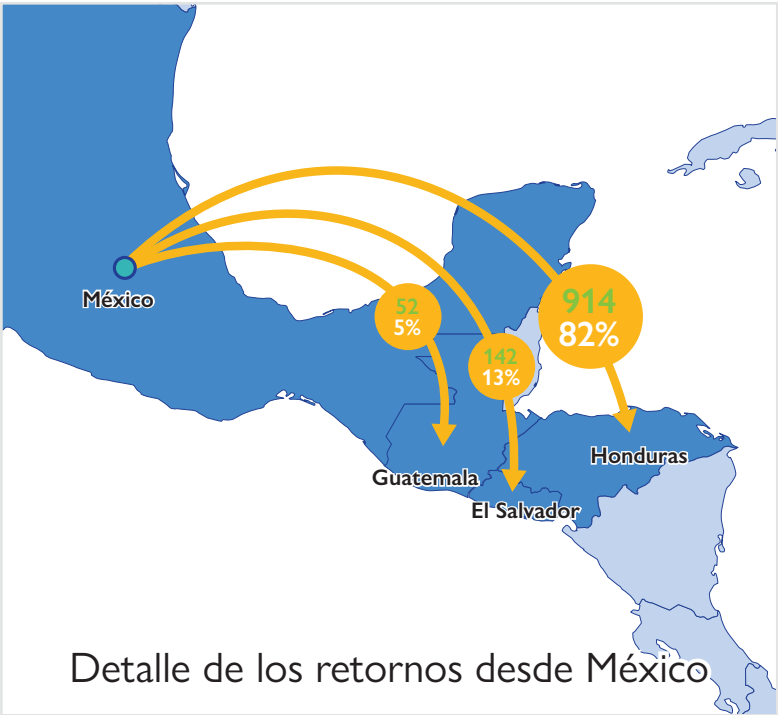 México
52
5%
142
13%
914
82%
Guatemala
El Salvador
Honduras
Detalle de los retornos desde México